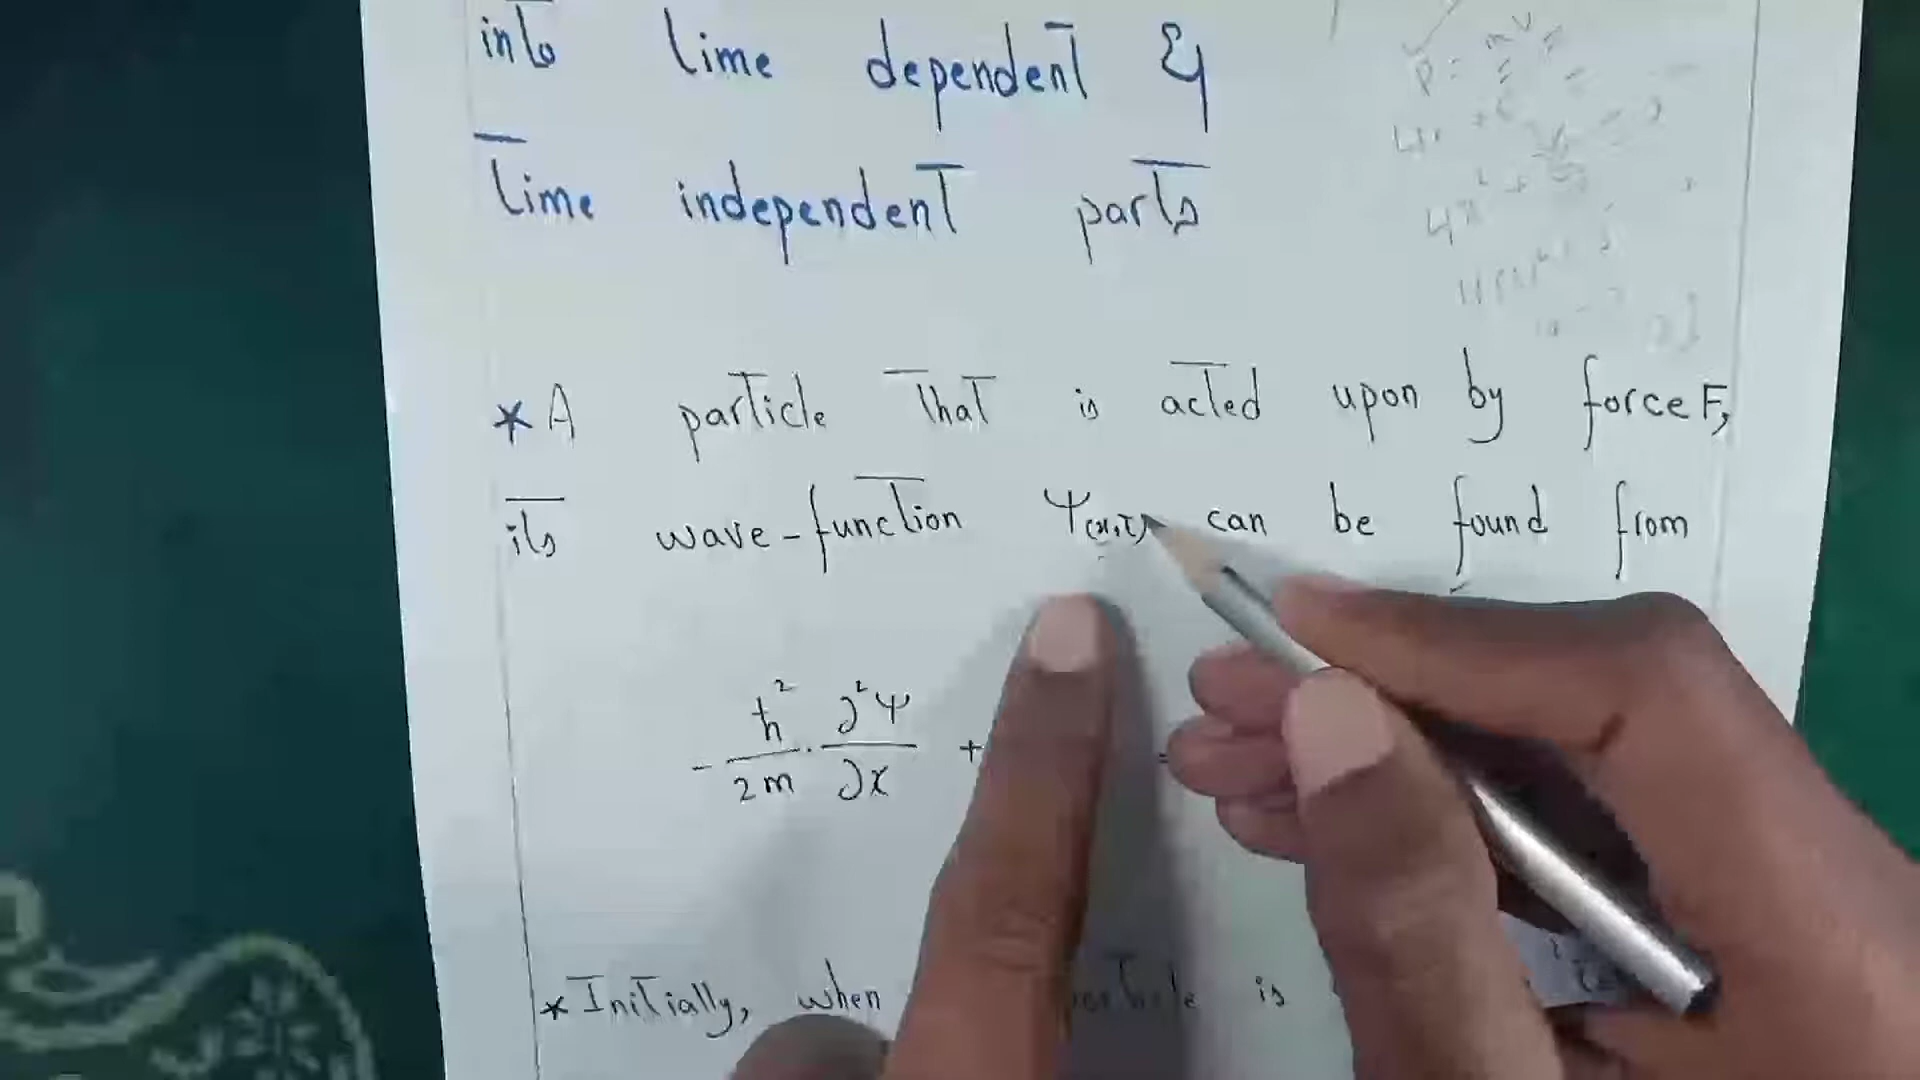 into time dependent &
time independent parts
*A particle that is acted upon by force F,
its wave-function Ψ(x,t) can be found from
- ħ²/2m · ∂²Ψ/∂x +
*Initially, when particle is